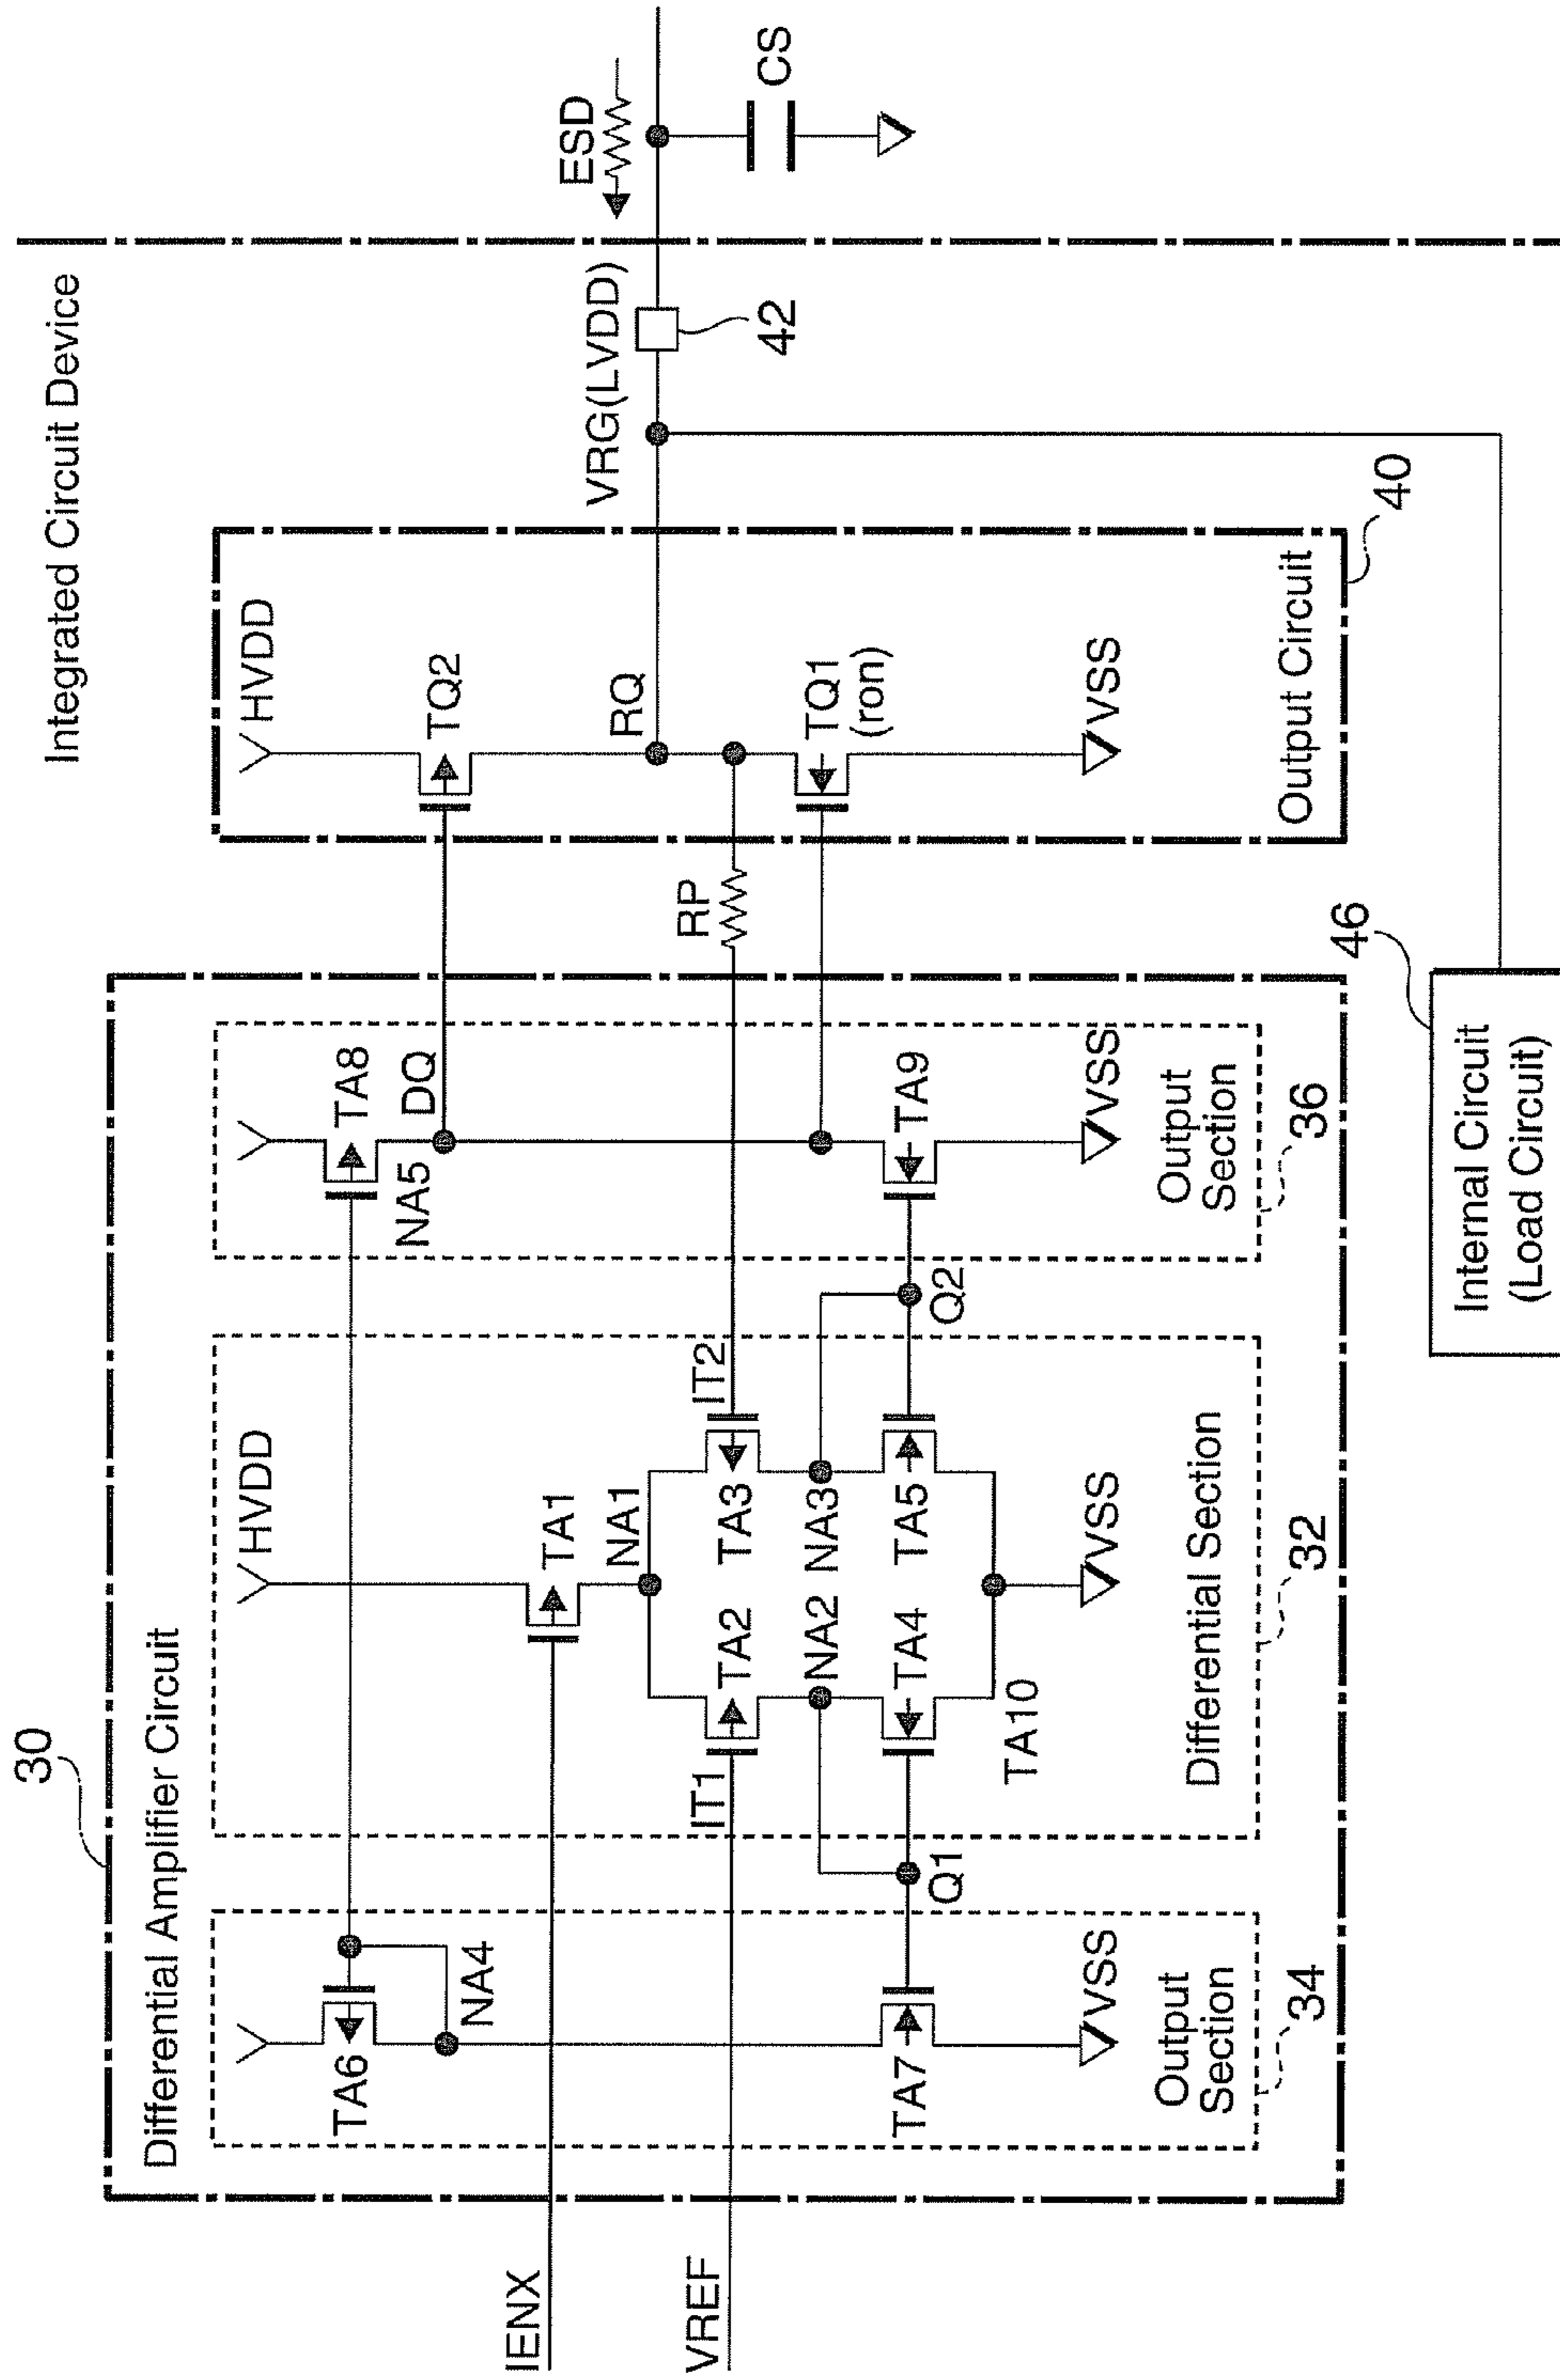 Integrated Circuit Device
30
Differential Amplifier Circuit
HVDD
HVDD
TA6
NA4
TA8
NA5
DQ
TQ2
VRG(LVDD)
ESD
IENX
TA1
NA1
RQ
42
CS
VREF
IT1
TA2
TA3
IT2
RP
NA2
NA3
TQ1
(ron)
TA7
Q1
TA4
TA5
Q2
TA9
TA10
VSS
VSS
VSS
VSS
Output
Section
34
Differential Section
32
Output
Section
36
Output Circuit
40
46
Internal Circuit
(Load Circuit)